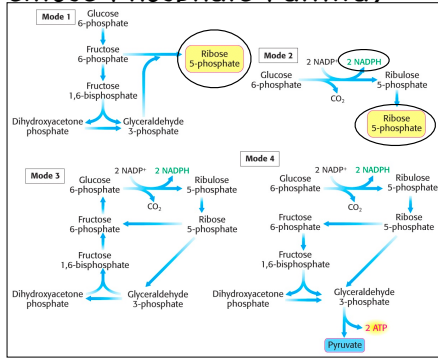 Mode 1
Glucose
6-phosphate
Fructose
6-phosphate
Ribose
5-phosphate
Fructose
1,6-bisphosphate
Dihydroxyacetone
phosphate
Glyceraldehyde
3-phosphate
Mode 2
2 NADP⁺
2 NADPH
Glucose
6-phosphate
Ribulose
5-phosphate
CO₂
Ribose
5-phosphate
Mode 3
2 NADP⁺
2 NADPH
Glucose
6-phosphate
Ribulose
5-phosphate
CO₂
Fructose
6-phosphate
Ribose
5-phosphate
Fructose
1,6-bisphosphate
Dihydroxyacetone
phosphate
Glyceraldehyde
3-phosphate
Mode 4
2 NADP⁺
2 NADPH
Glucose
6-phosphate
Ribulose
5-phosphate
CO₂
Fructose
6-phosphate
Ribose
5-phosphate
Fructose
1,6-bisphosphate
Dihydroxyacetone
phosphate
Glyceraldehyde
3-phosphate
2 ATP
Pyruvate